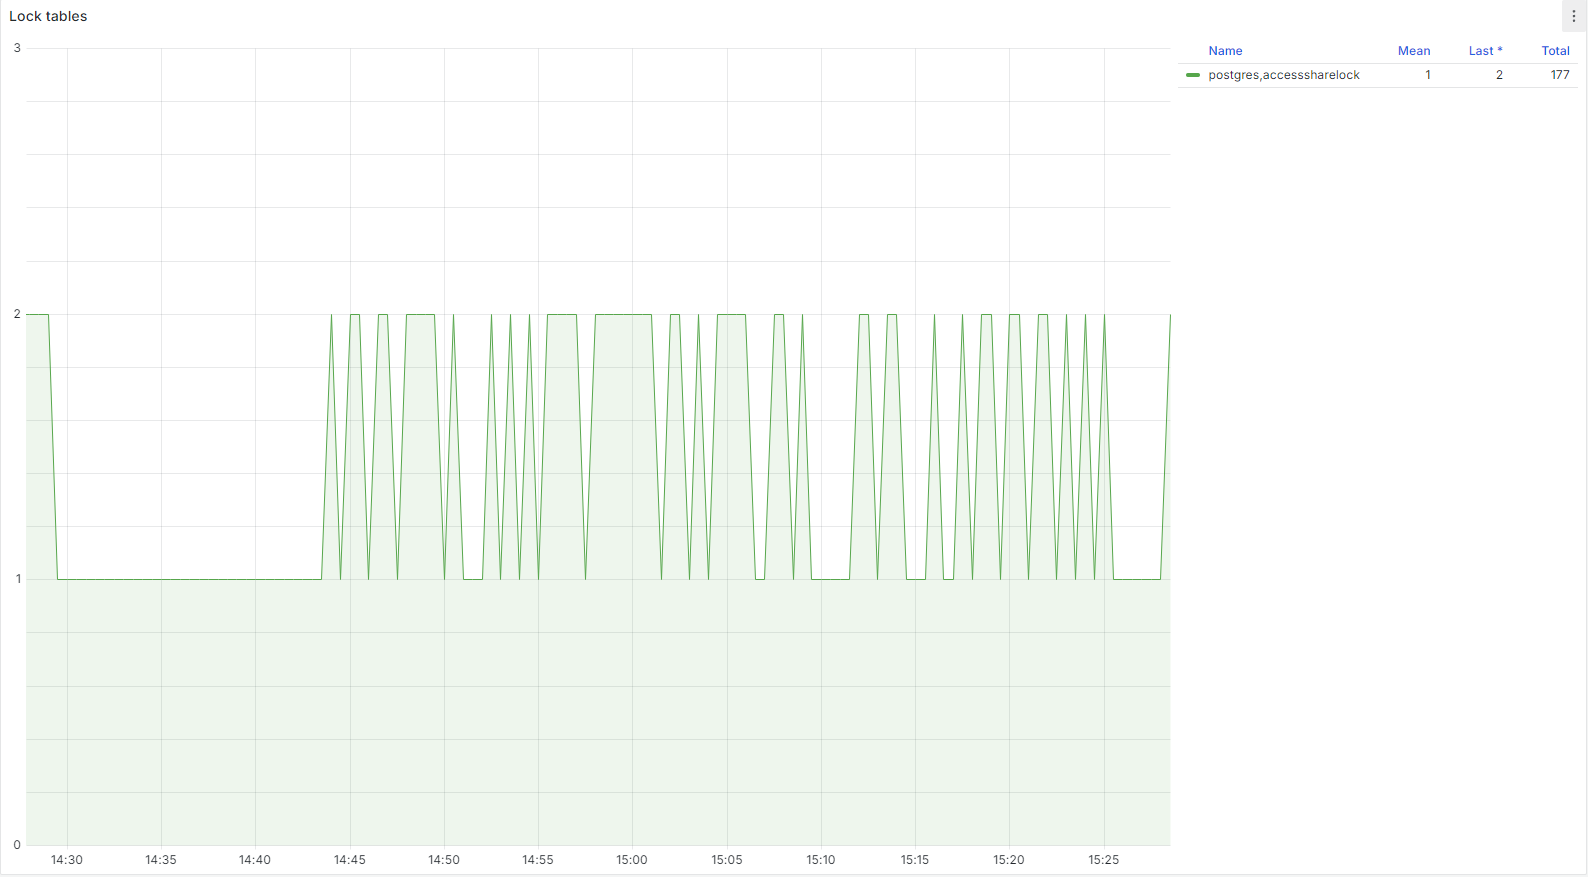 Lock tables
3
2
1
0
14:30 14:35 14:40 14:45 14:50 14:55 15:00 15:05 15:10 15:15 15:20 15:25
Name Mean Last * Total
postgres,accesssharelock 1 2 177